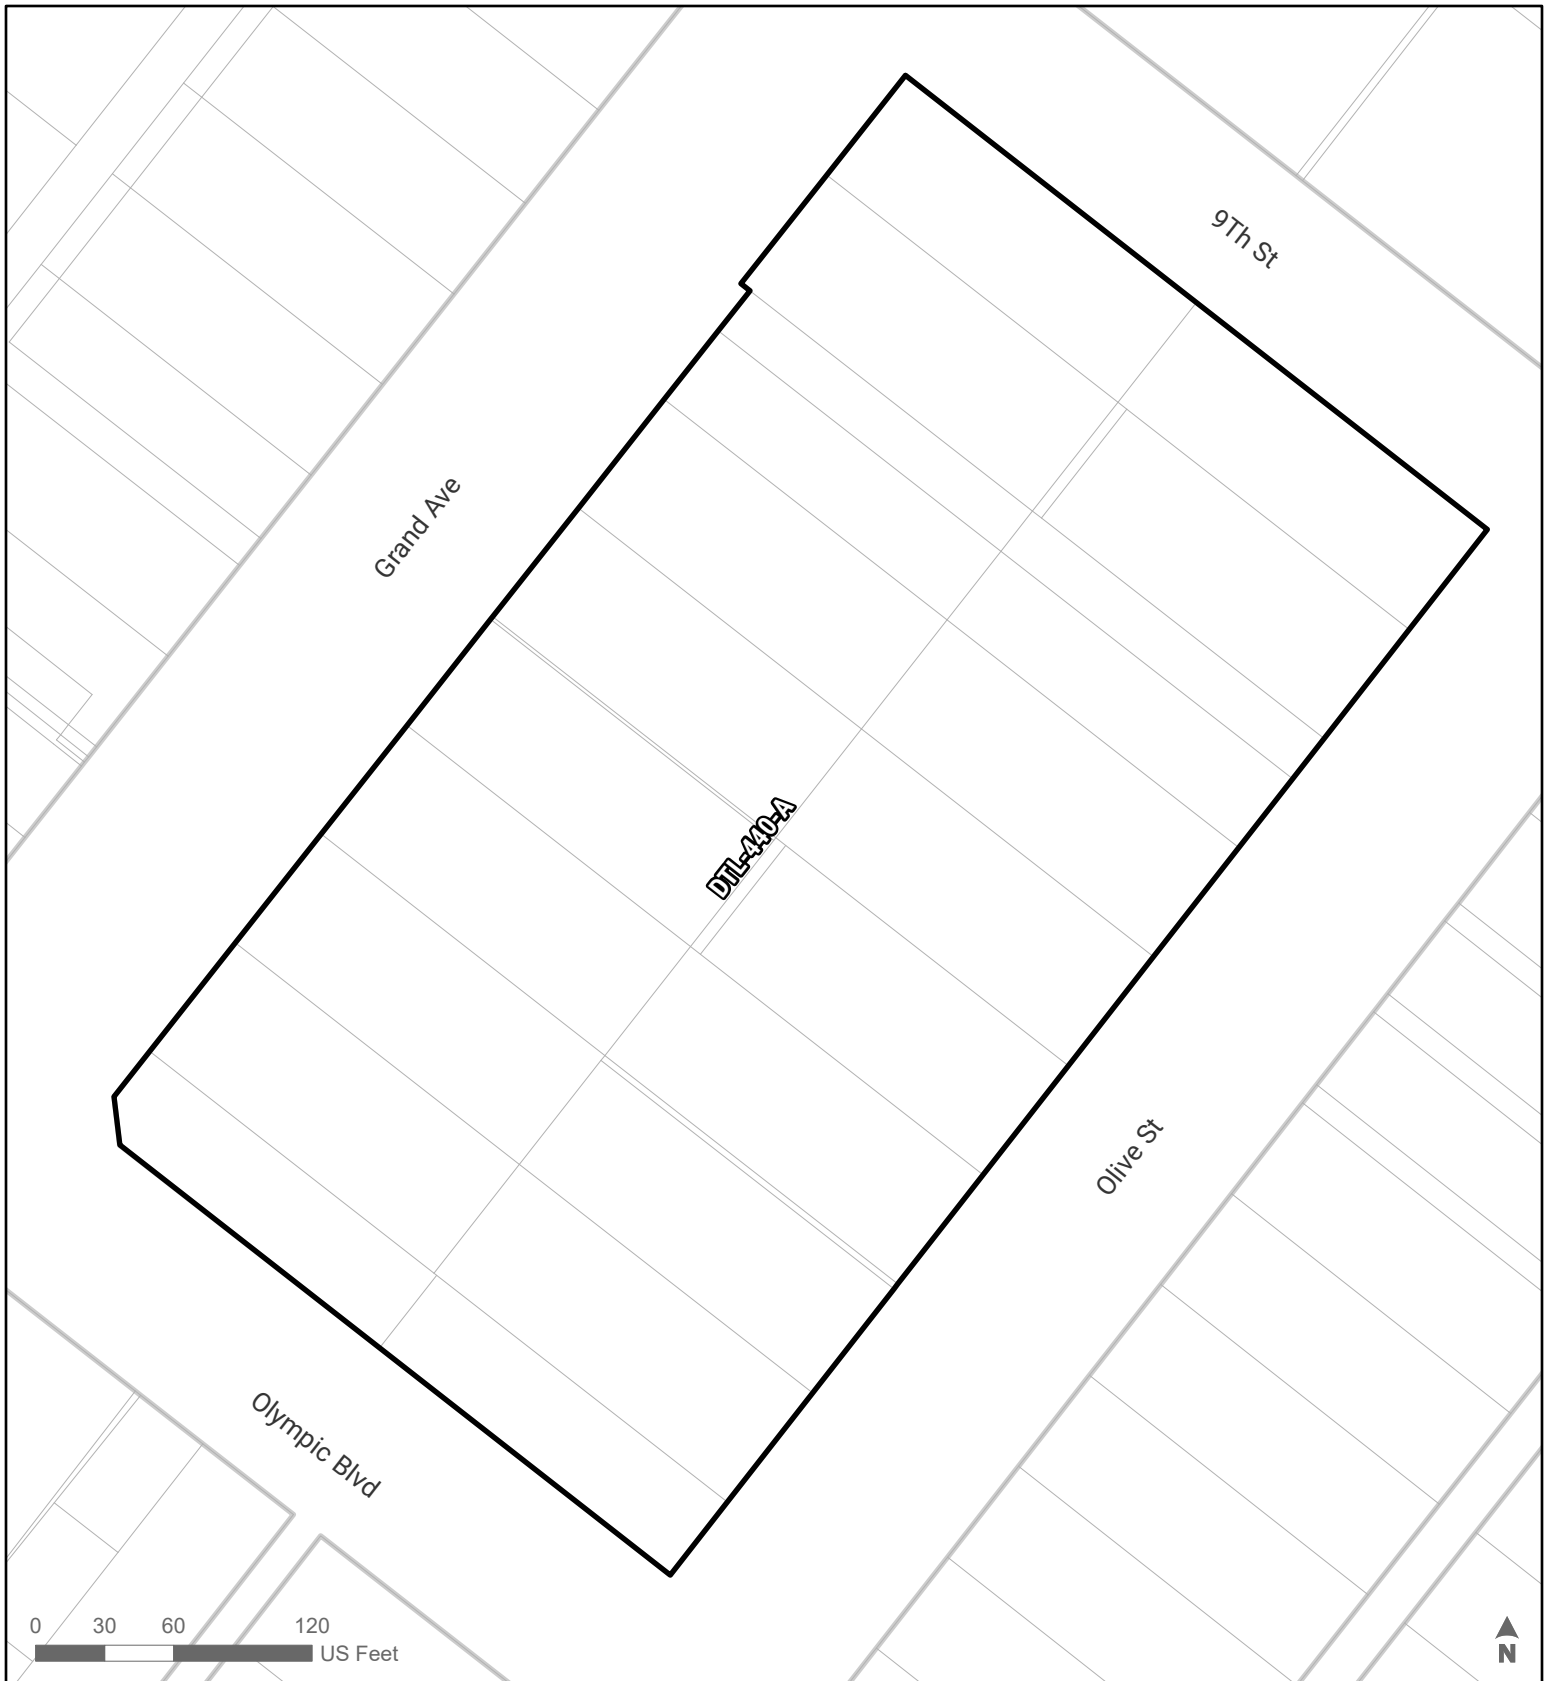 9Th St
Grand Ave
DTL-440-A
Olive St
Olympic Blvd
0 30 60 120
US Feet
N